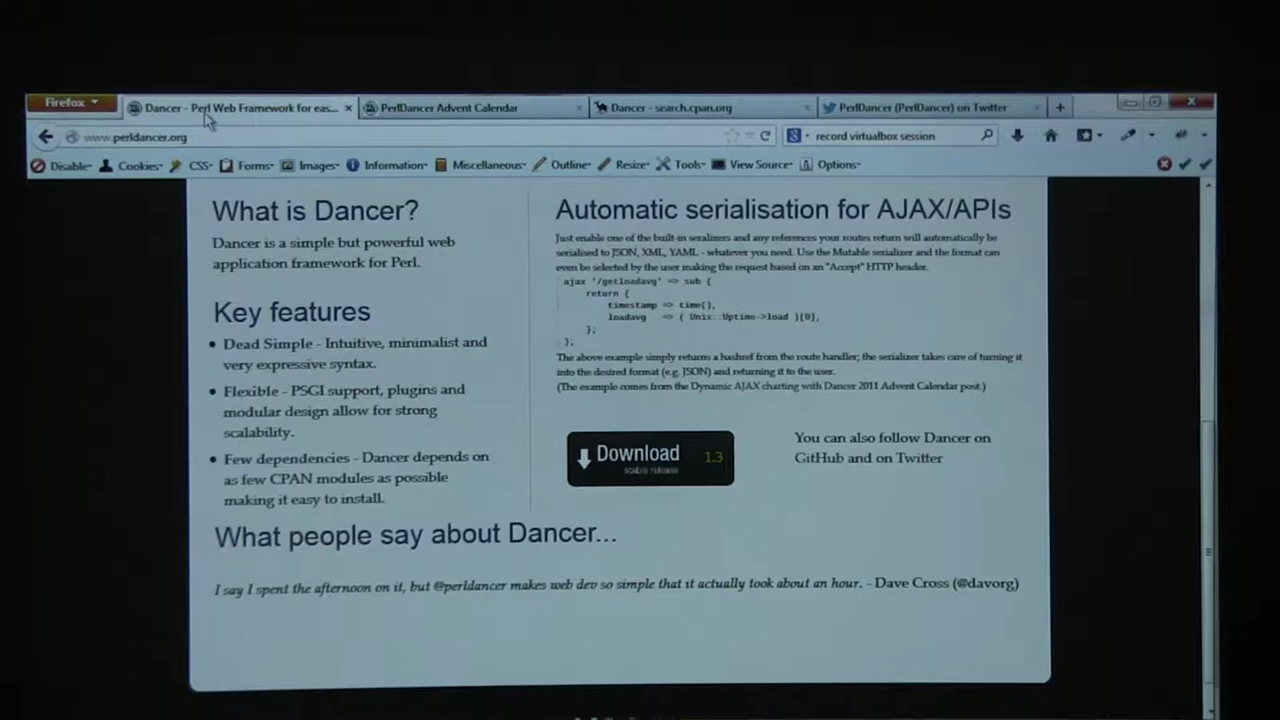 Firefox
Dancer - Perl Web Framework for eas...
PerlDancer Advent Calendar
Dancer - search.cpan.org
PerlDancer (PerlDancer) on Twitter
www.perldancer.org
record virtualbox session
Disable
Cookies
CSS
Forms
Images
Information
Miscellaneous
Outline
Resize
Tools
View Source
Options
What is Dancer?
Dancer is a simple but powerful web
application framework for Perl.
Key features
Dead Simple - Intuitive, minimalist and
very expressive syntax.
Flexible - PSGI support, plugins and
modular design allow for strong
scalability.
Few dependencies - Dancer depends on
as few CPAN modules as possible
making it easy to install.
Automatic serialisation for AJAX/APIs
Just enable one of the built-in seralizers and any references your routes return will automatically be
serialised to JSON, XML, YAML - whatever you need. Use the Mutable serializer and the format can
even be selected by the user making the request based on an "Accept" HTTP header.
ajax '/getloadavg' => sub {
return {
timestamp => time(),
loadavg => ( Unix::Uptime->load )[0],
};
};
The above example simply returns a hashref from the route handler; the serializer takes care of turning it
into the desired format (e.g. JSON) and returning it to the user.
(The example comes from the Dynamic AJAX charting with Dancer 2011 Advent Calendar post.)
Download 1.3
stable release
You can also follow Dancer on
GitHub and on Twitter
What people say about Dancer...
I say I spent the afternoon on it, but @perldancer makes web dev so simple that it actually took about an hour. - Dave Cross (@davorg)